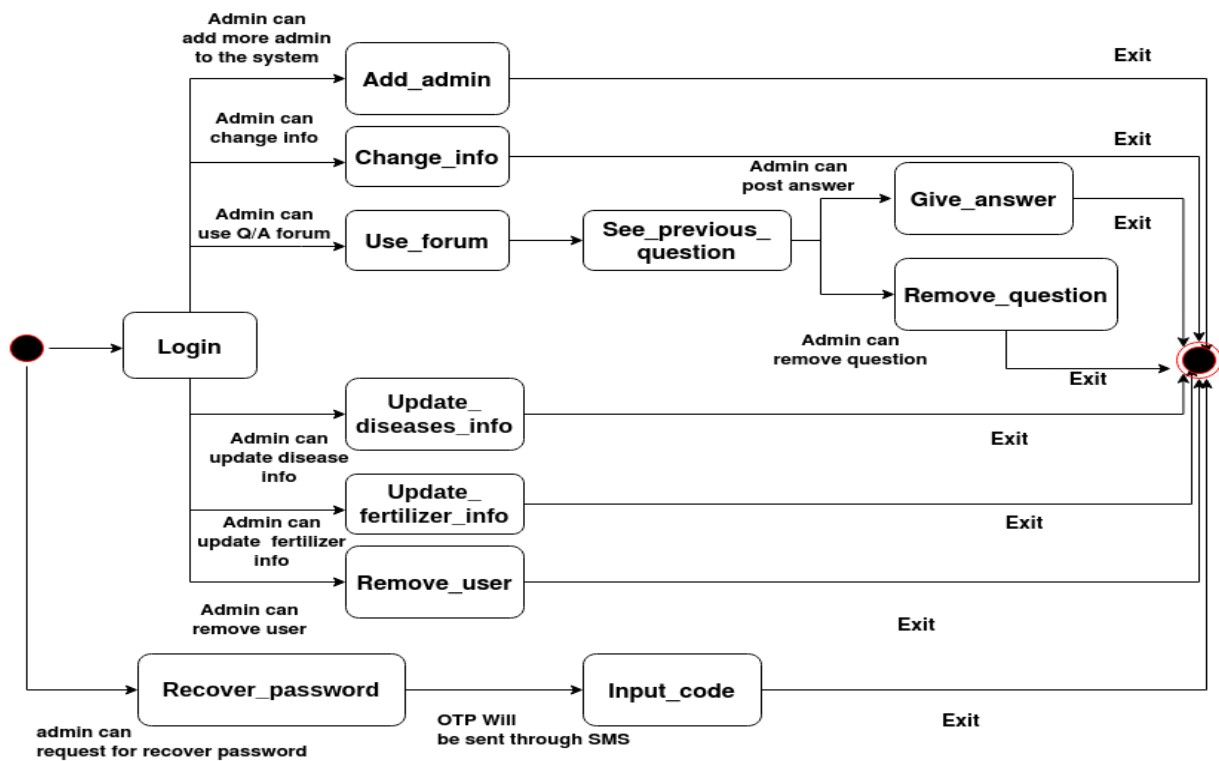 Admin can
add more admin
to the system
Add_admin
Exit
Admin can
change info
Change_info
Exit
Admin can
use Q/A forum
Use_forum
See_previous_
question
Admin can
post answer
Give_answer
Exit
Remove_question
Admin can
remove question
Exit
Login
Update_
diseases_info
Admin can
update disease
info
Exit
Update_
fertilizer_info
Admin can
update  fertilizer
info
Exit
Remove_user
Admin can
remove user
Exit
Recover_password
admin can
request for recover password
OTP Will
be sent through SMS
Input_code
Exit